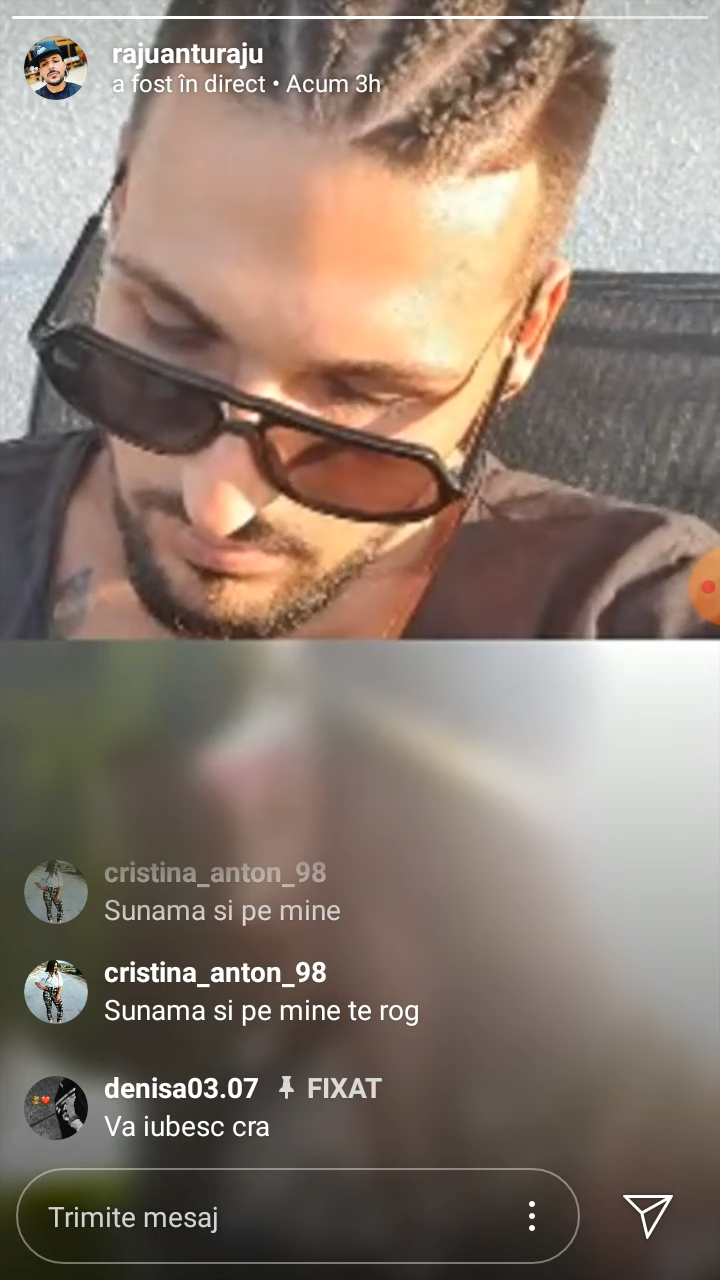 rajuanturaju
a fost în direct • Acum 3h
cristina_anton_98
Sunama si pe mine
cristina_anton_98
Sunama si pe mine te rog
denisa03.07 FIXAT
Va iubesc cra
Trimite mesaj